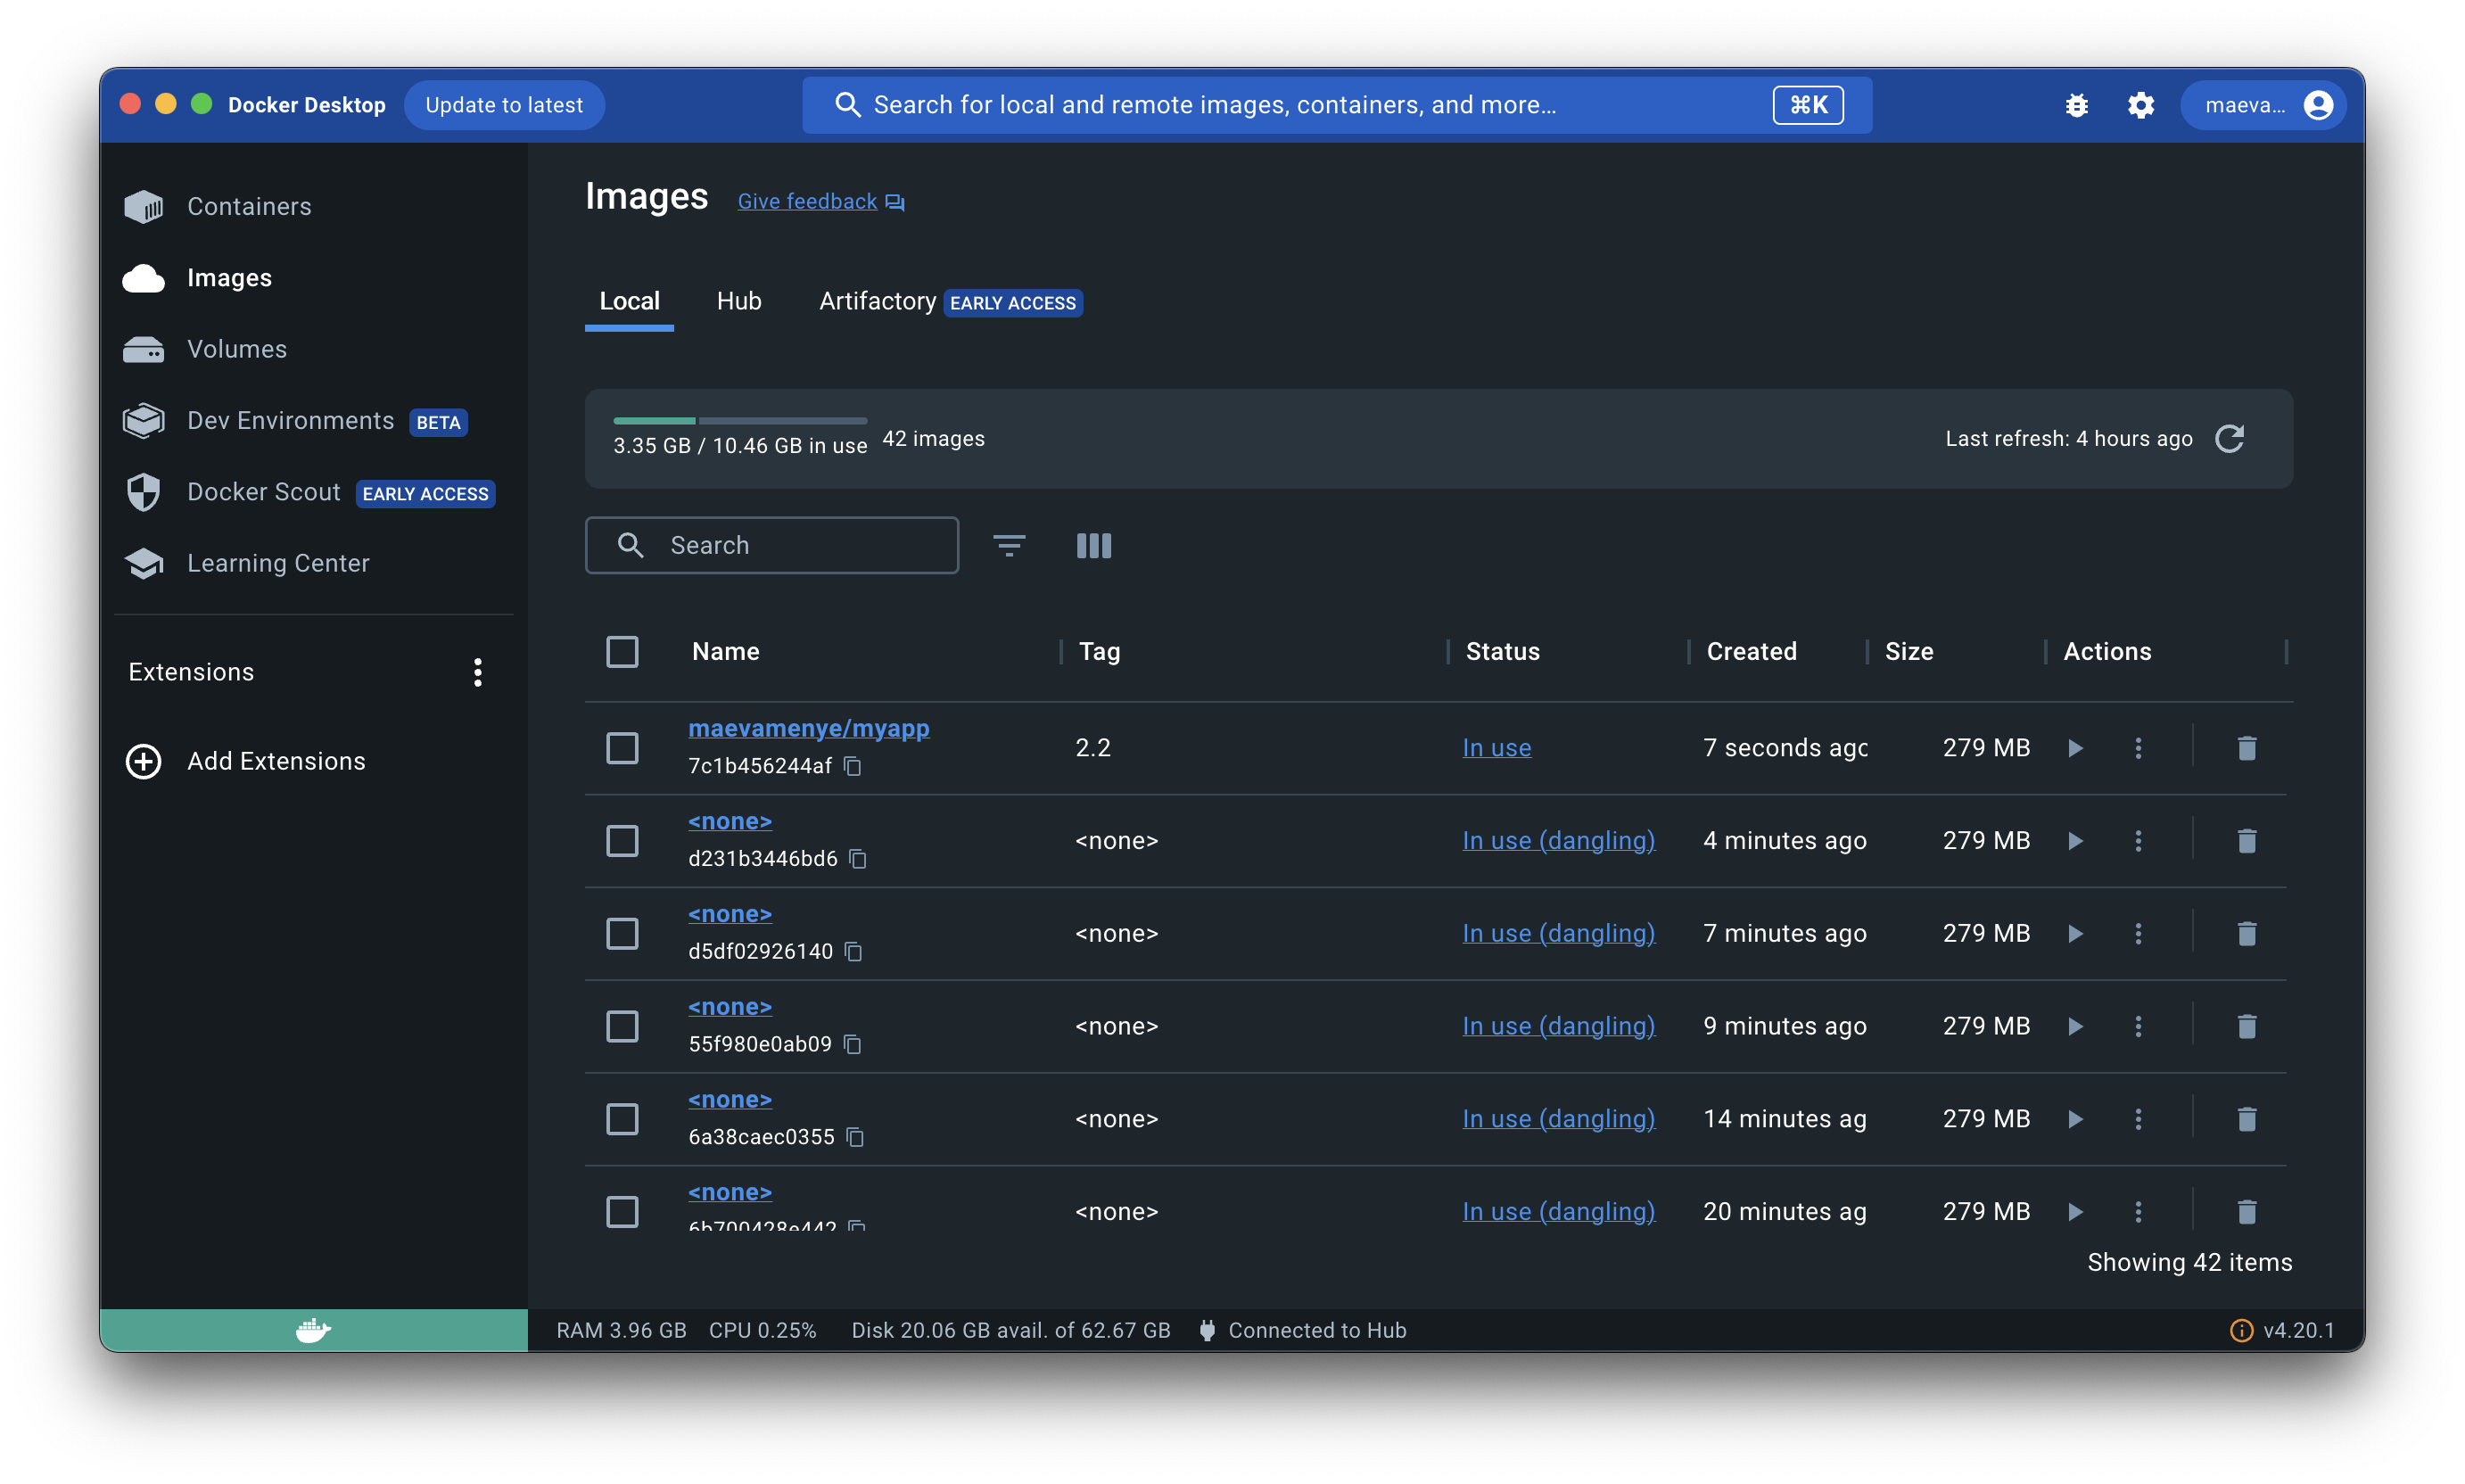 Docker Desktop
Update to latest
Search for local and remote images, containers, and more...
⌘K
maeva...
Containers
Images
Volumes
Dev Environments BETA
Docker Scout EARLY ACCESS
Learning Center
Extensions
Add Extensions
Images
Give feedback
Local Hub Artifactory EARLY ACCESS
3.35 GB / 10.46 GB in use
42 images
Last refresh: 4 hours ago
Search
Name Tag Status Created Size Actions
maevamenye/myapp
7c1b456244af
2.2 In use 7 seconds ago 279 MB
<none>
d231b3446bd6
<none> In use (dangling) 4 minutes ago 279 MB
<none>
d5df02926140
<none> In use (dangling) 7 minutes ago 279 MB
<none>
55f980e0ab09
<none> In use (dangling) 9 minutes ago 279 MB
<none>
6a38caec0355
<none> In use (dangling) 14 minutes ag 279 MB
<none>
6b700428e442
<none> In use (dangling) 20 minutes ag 279 MB
Showing 42 items
RAM 3.96 GB CPU 0.25% Disk 20.06 GB avail. of 62.67 GB Connected to Hub
v4.20.1